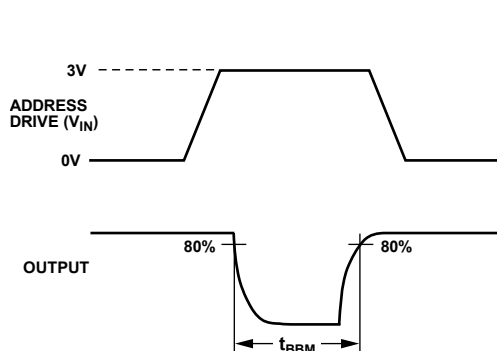 3V
ADDRESS
DRIVE (VIN)
0V
80%
80%
OUTPUT
tBBM